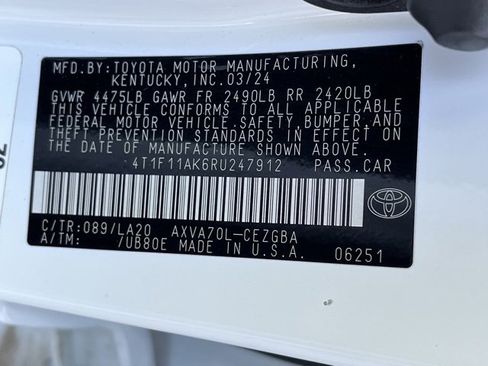 MFD.BY: TOYOTA MOTOR MANUFACTURING,
KENTUCKY, INC. 03/24
GVWR 4475LB GAWR FR 2490LB RR 2420LB
THIS VEHICLE CONFORMS TO ALL APPLICABLE
FEDERAL MOTOR VEHICLE SAFETY, BUMPER, AND
THEFT PREVENTION STANDARDS IN EFFECT ON
THE DATE OF MANUFACTURE SHOWN ABOVE.
4T1F11AK6RU247912 PASS.CAR
C/TR: 089/LA20 AXVA70L-CEZGBA
A/TM: /UB80E MADE IN U.S.A. 06251